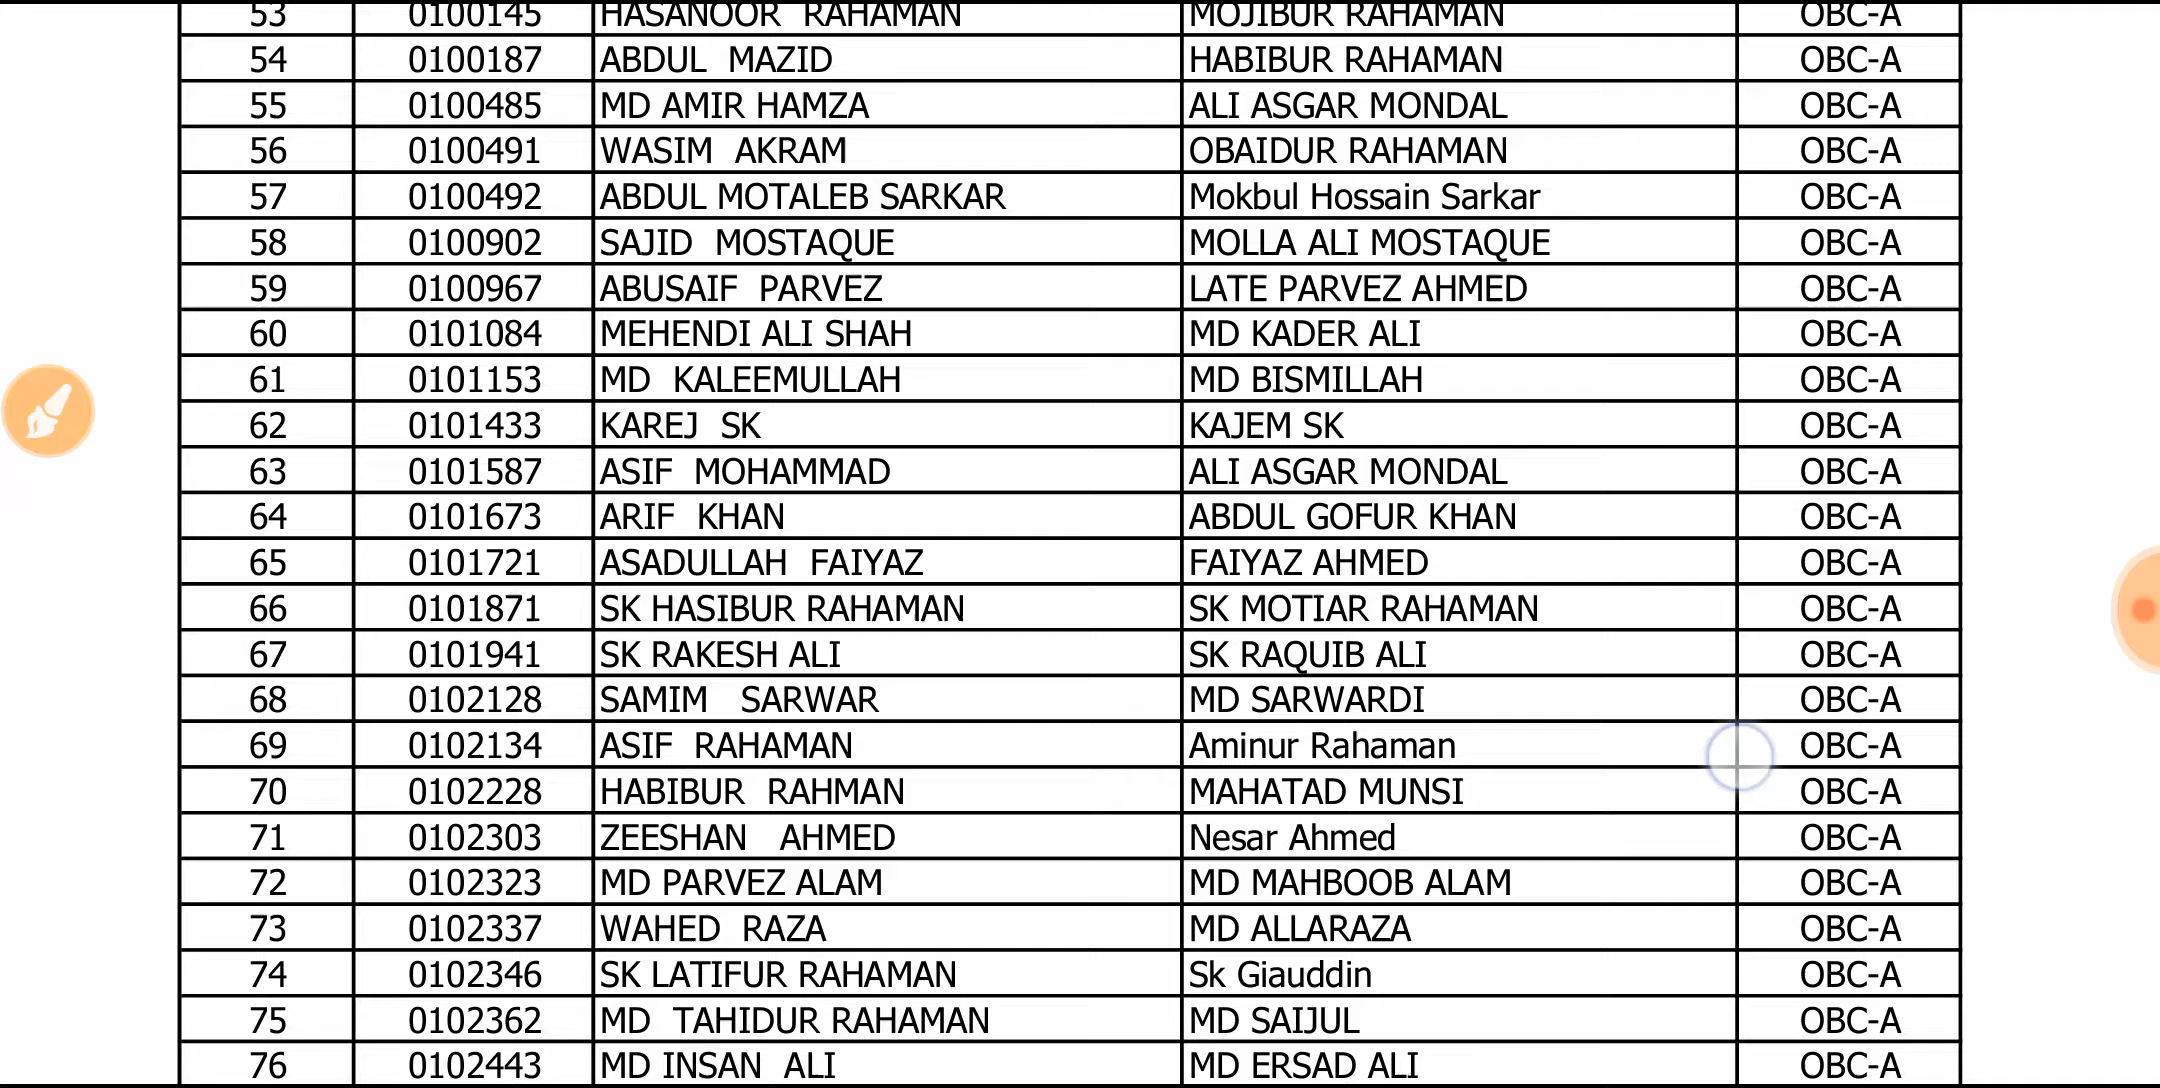 53 0100145 HASANOOR RAHAMAN MOJIBUR RAHAMAN OBC-A
54 0100187 ABDUL MAZID HABIBUR RAHAMAN OBC-A
55 0100485 MD AMIR HAMZA ALI ASGAR MONDAL OBC-A
56 0100491 WASIM AKRAM OBAIDUR RAHAMAN OBC-A
57 0100492 ABDUL MOTALEB SARKAR Mokbul Hossain Sarkar OBC-A
58 0100902 SAJID MOSTAQUE MOLLA ALI MOSTAQUE OBC-A
59 0100967 ABUSAIF PARVEZ LATE PARVEZ AHMED OBC-A
60 0101084 MEHENDI ALI SHAH MD KADER ALI OBC-A
61 0101153 MD KALEEMULLAH MD BISMILLAH OBC-A
62 0101433 KAREJ SK KAJEM SK OBC-A
63 0101587 ASIF MOHAMMAD ALI ASGAR MONDAL OBC-A
64 0101673 ARIF KHAN ABDUL GOFUR KHAN OBC-A
65 0101721 ASADULLAH FAIYAZ FAIYAZ AHMED OBC-A
66 0101871 SK HASIBUR RAHAMAN SK MOTIAR RAHAMAN OBC-A
67 0101941 SK RAKESH ALI SK RAQUIB ALI OBC-A
68 0102128 SAMIM SARWAR MD SARWARDI OBC-A
69 0102134 ASIF RAHAMAN Aminur Rahaman OBC-A
70 0102228 HABIBUR RAHMAN MAHATAD MUNSI OBC-A
71 0102303 ZEESHAN AHMED Nesar Ahmed OBC-A
72 0102323 MD PARVEZ ALAM MD MAHBOOB ALAM OBC-A
73 0102337 WAHED RAZA MD ALLARAZA OBC-A
74 0102346 SK LATIFUR RAHAMAN Sk Giauddin OBC-A
75 0102362 MD TAHIDUR RAHAMAN MD SAIJUL OBC-A
76 0102443 MD INSAN ALI MD ERSAD ALI OBC-A